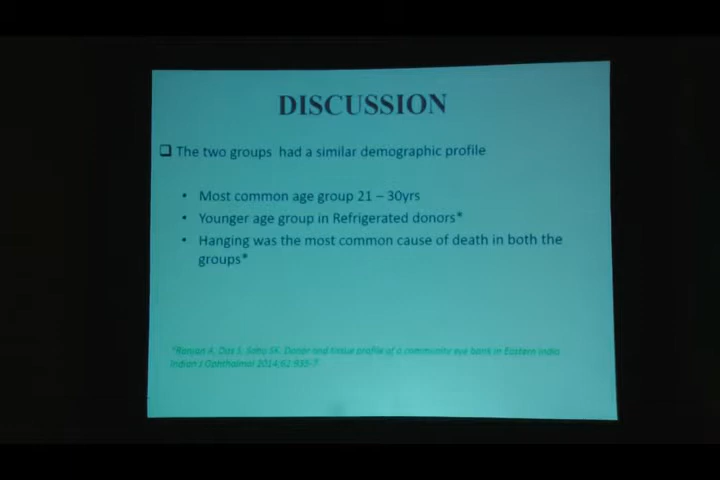 DISCUSSION
❑ The two groups had a similar demographic profile
• Most common age group 21 – 30yrs
• Younger age group in Refrigerated donors*
• Hanging was the most common cause of death in both the
groups*
*Ranjan A, Das S, Sahu SK. Donor and tissue profile of a community eye bank in Eastern India
Indian J Ophthalmol 2014;62:935-7